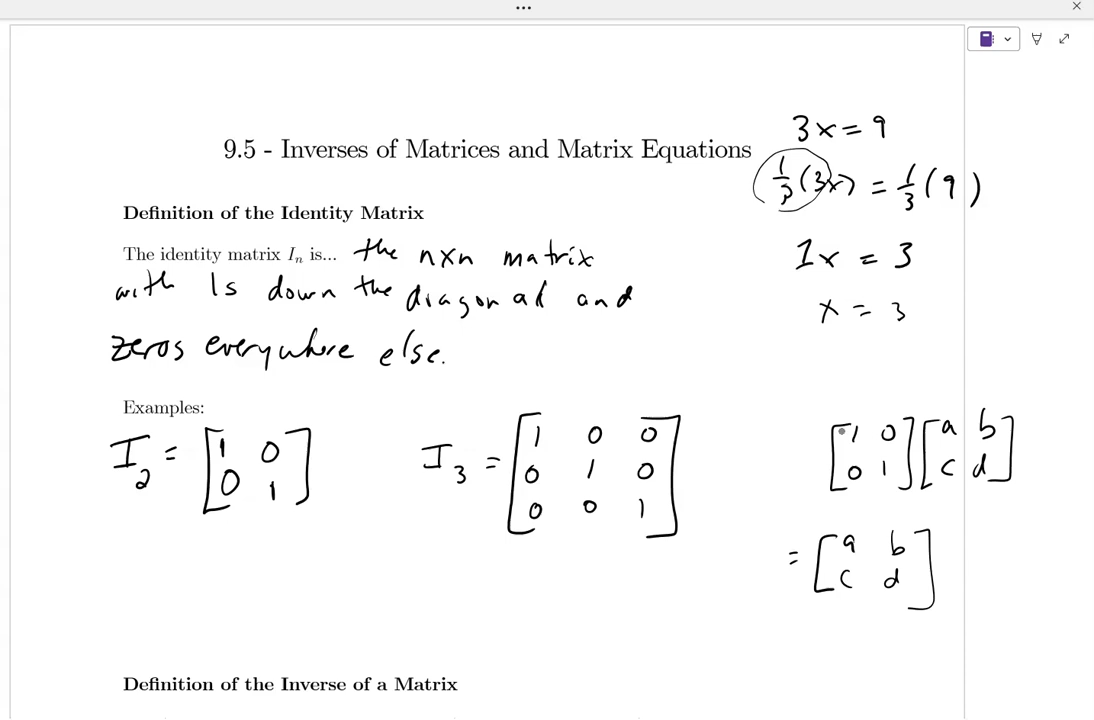 9.5 - Inverses of Matrices and Matrix Equations
3x = 9
1/3 (3x) = 1/3 (9)
1x = 3
x = 3
Definition of the Identity Matrix
The identity matrix Iₙ is... the nxn matrix
with 1s down the diagonal and
zeros everywhere else.
Examples:
I₂ = [1 0
0 1]
I₃ = [1 0 0
0 1 0
0 0 1]
[1 0 [a b
0 1] c d]
= [a b
c d]
Definition of the Inverse of a Matrix